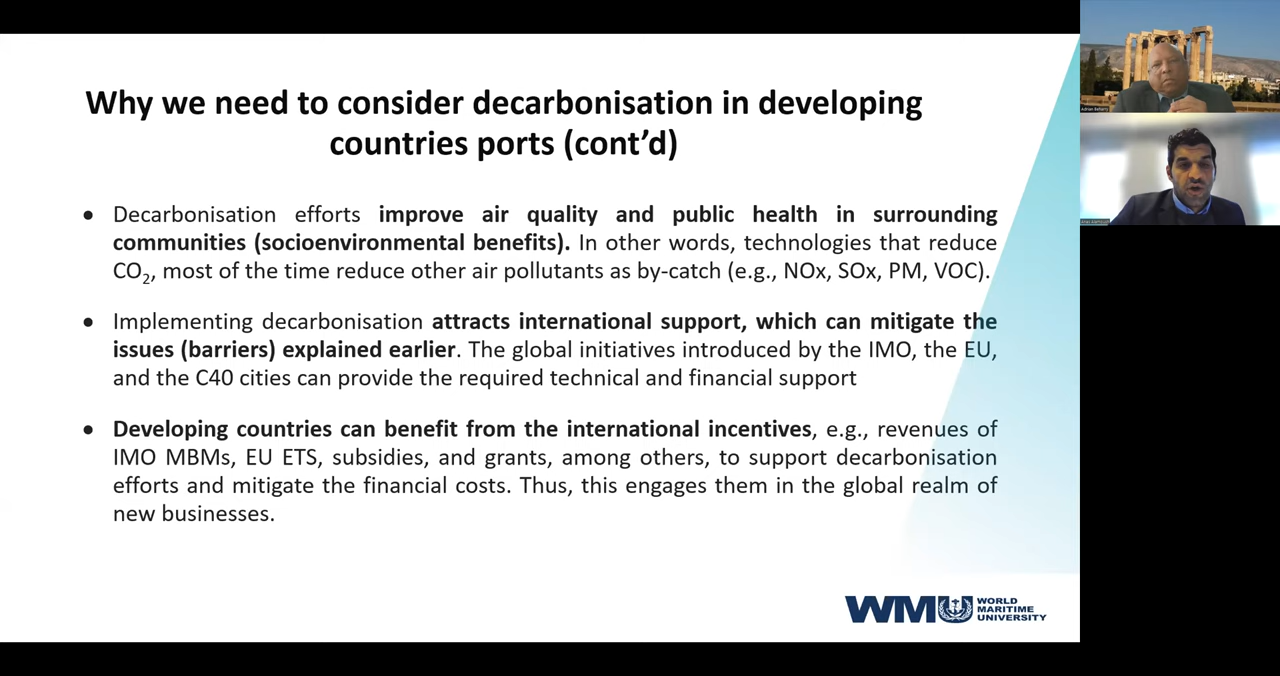 Why we need to consider decarbonisation in developing
countries ports (cont’d)
● Decarbonisation efforts improve air quality and public health in surrounding
communities (socioenvironmental benefits). In other words, technologies that reduce
CO2, most of the time reduce other air pollutants as by-catch (e.g., NOx, SOx, PM, VOC).
● Implementing decarbonisation attracts international support, which can mitigate the
issues (barriers) explained earlier. The global initiatives introduced by the IMO, the EU,
and the C40 cities can provide the required technical and financial support
● Developing countries can benefit from the international incentives, e.g., revenues of
IMO MBMs, EU ETS, subsidies, and grants, among others, to support decarbonisation
efforts and mitigate the financial costs. Thus, this engages them in the global realm of
new businesses.
WMU
WORLD
MARITIME
UNIVERSITY